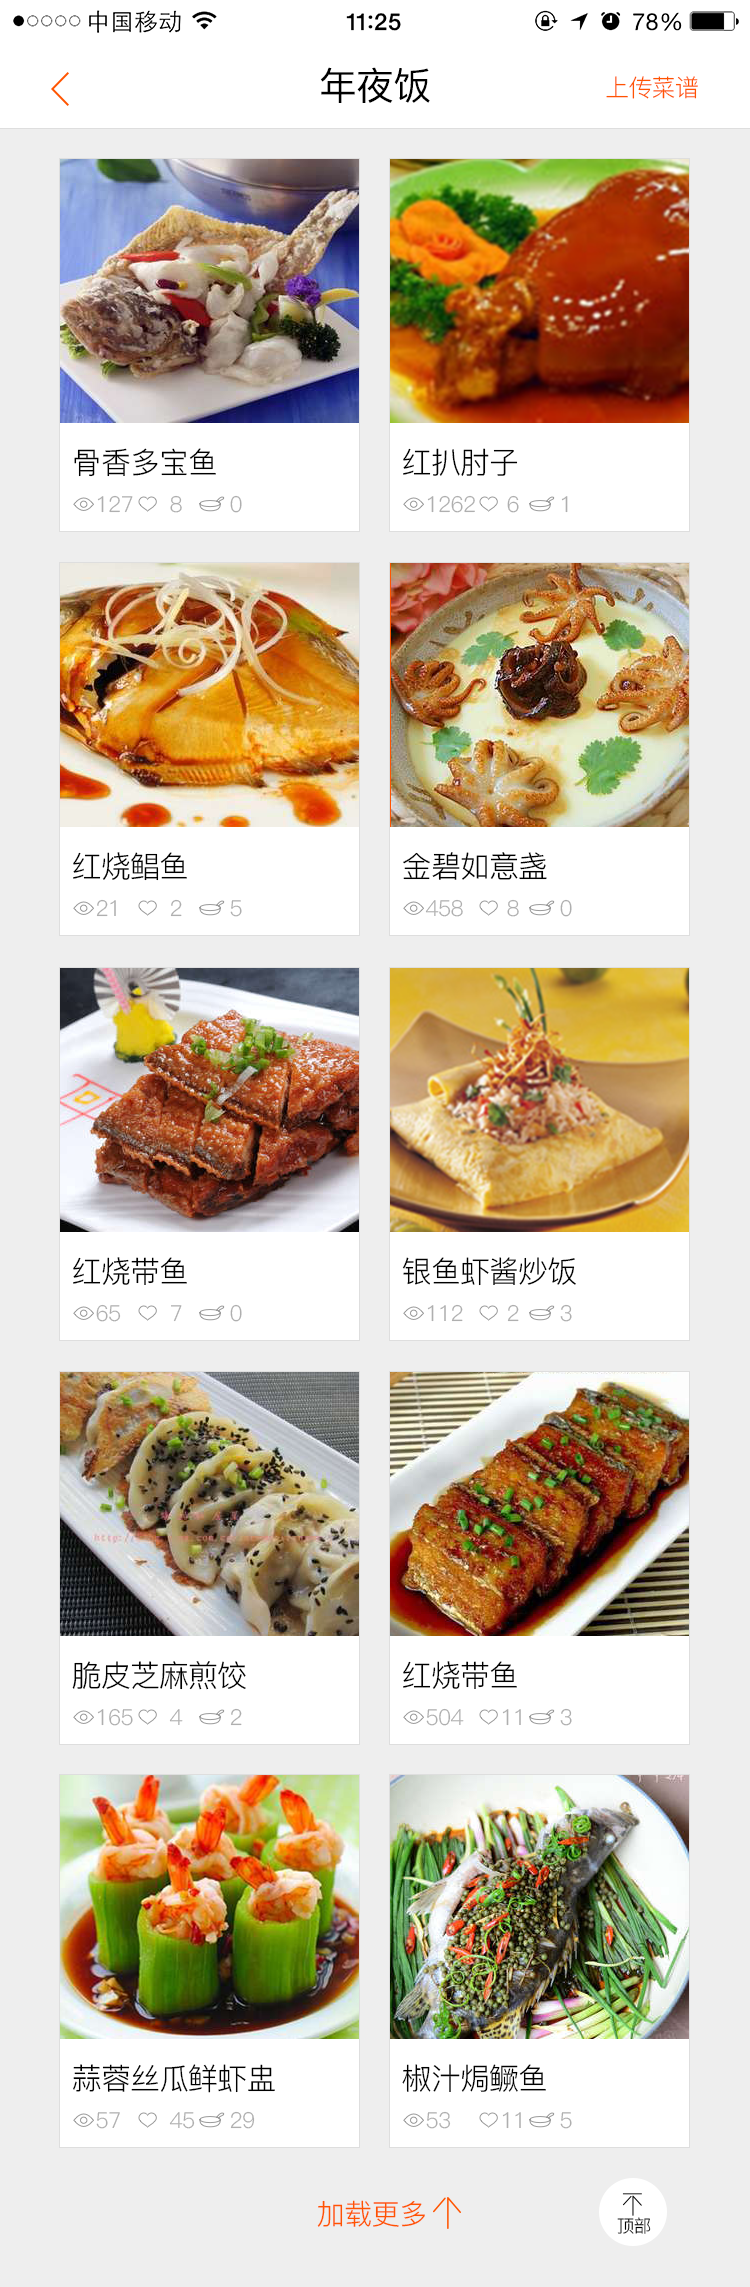 中国移动 11:25 78%
年夜饭 上传菜谱
骨香多宝鱼
127 8 0
红扒肘子
1262 6 1
红烧鲳鱼
21 2 5
金碧如意盏
458 8 0
红烧带鱼
65 7 0
银鱼虾酱炒饭
112 2 3
脆皮芝麻煎饺
165 4 2
红烧带鱼
504 11 3
蒜蓉丝瓜鲜虾盅
57 45 29
椒汁焗鳜鱼
53 11 5
加载更多
顶部